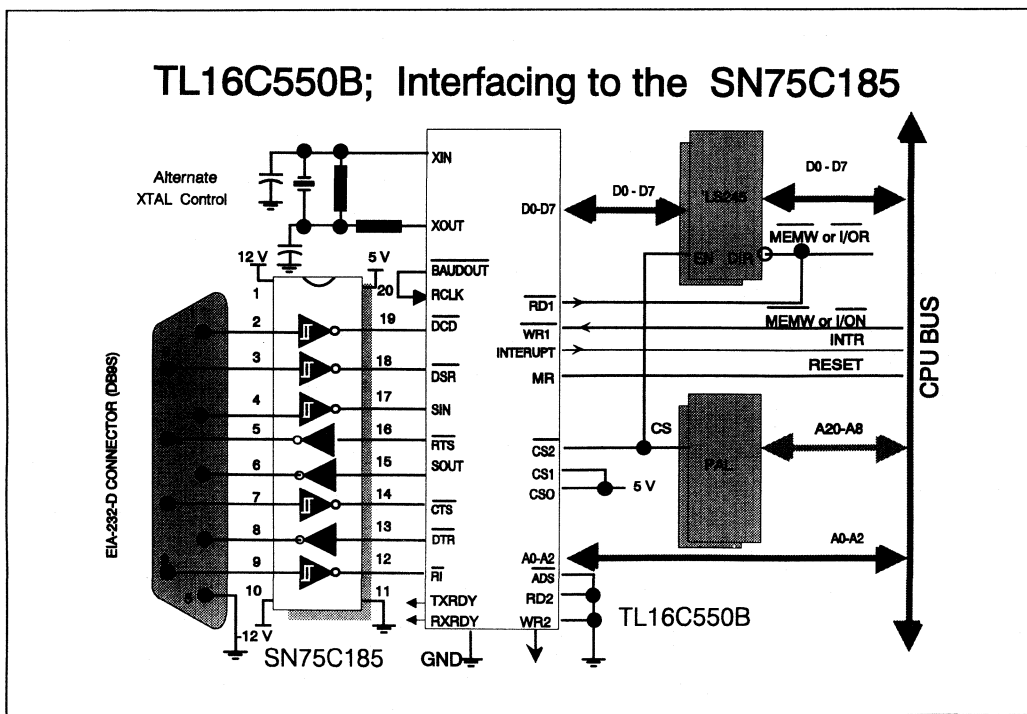 TL16C550B; Interfacing to the SN75C185
Alternate
XTAL Control
XIN
XOUT
BAUDOUT
RCLK
DCD
DSR
SIN
RTS
SOUT
CTS
DTR
RI
TXRDY
RXRDY
GND
12 V
5 V
1
20
2
19
3
18
4
17
5
16
6
15
7
14
8
13
9
12
10
11
-12 V
SN75C185
EIA-232-D CONNECTOR (DB9S)
5
D0-D7
RD1
WR1
INTERUPT
MR
CS2
CS1
CSO
5 V
A0-A2
ADS
RD2
WR2
TL16C550B
D0 - D7
'LS245
EN DIR
D0 - D7
MEMW or I/OR
MEMW or I/ON
INTR
RESET
CS
PAL
A20-A8
A0-A2
CPU BUS